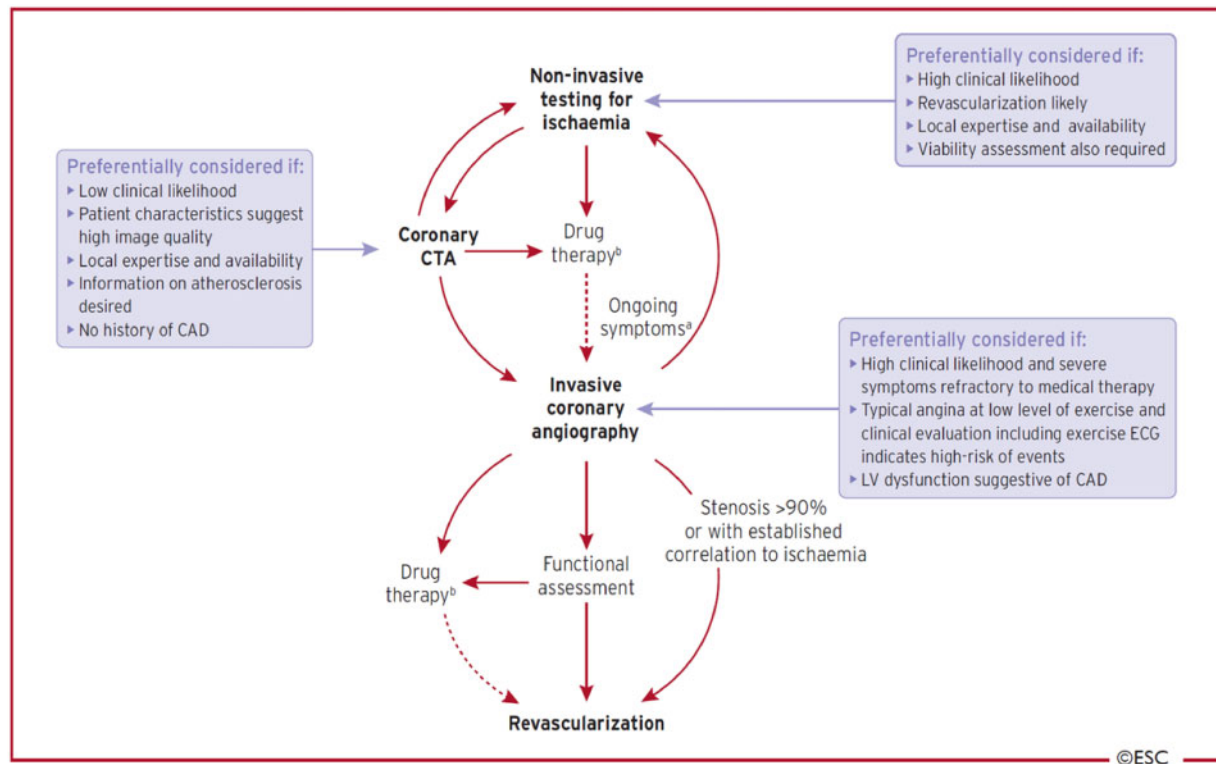 Preferentially considered if:
▸ High clinical likelihood
▸ Revascularization likely
▸ Local expertise and availability
▸ Viability assessment also required
Non-invasive
testing for
ischaemia
Preferentially considered if:
▸ Low clinical likelihood
▸ Patient characteristics suggest
high image quality
▸ Local expertise and availability
▸ Information on atherosclerosis
desired
▸ No history of CAD
Coronary
CTA
Drug
therapyᵇ
Ongoing
symptomsᵃ
Preferentially considered if:
▸ High clinical likelihood and severe
symptoms refractory to medical therapy
▸ Typical angina at low level of exercise and
clinical evaluation including exercise ECG
indicates high-risk of events
▸ LV dysfunction suggestive of CAD
Invasive
coronary
angiography
Stenosis >90%
or with established
correlation to ischaemia
Drug
therapyᵇ
Functional
assessment
Revascularization
©ESC